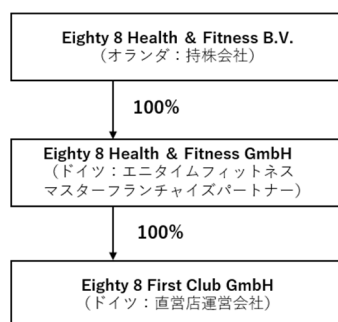 Eighty 8 Health & Fitness B.V.
（オランダ：持株会社）
100%
Eighty 8 Health & Fitness GmbH
（ドイツ：エニタイムフィットネス
マスターフランチャイズパートナー）
100%
Eighty 8 First Club GmbH
（ドイツ：直営店運営会社）